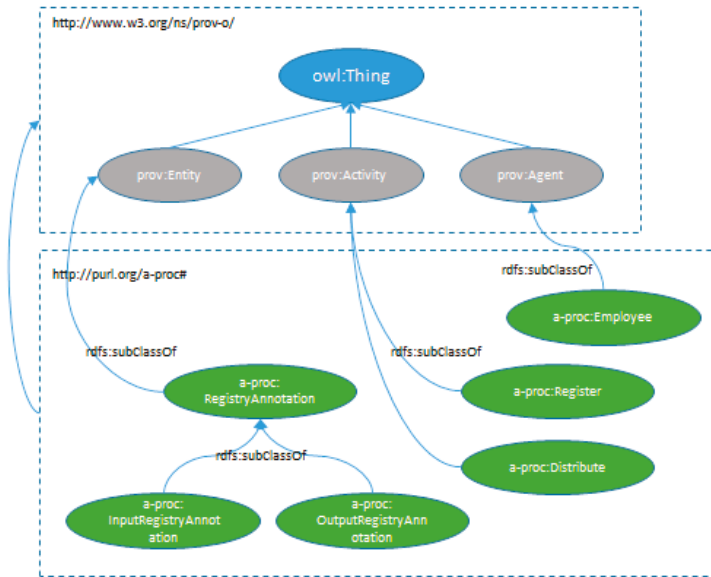 http://www.w3.org/ns/prov-o/
owl:Thing
prov:Entity
prov:Activity
prov:Agent
http://purl.org/a-proc#
rdfs:subClassOf
a-proc:Employee
rdfs:subClassOf
rdfs:subClassOf
a-proc:
RegistryAnnotation
a-proc:Register
rdfs:subClassOf
a-proc:Distribute
a-proc:
InputRegistryAnnot
ation
a-proc:
OutputRegistryAnn
otation